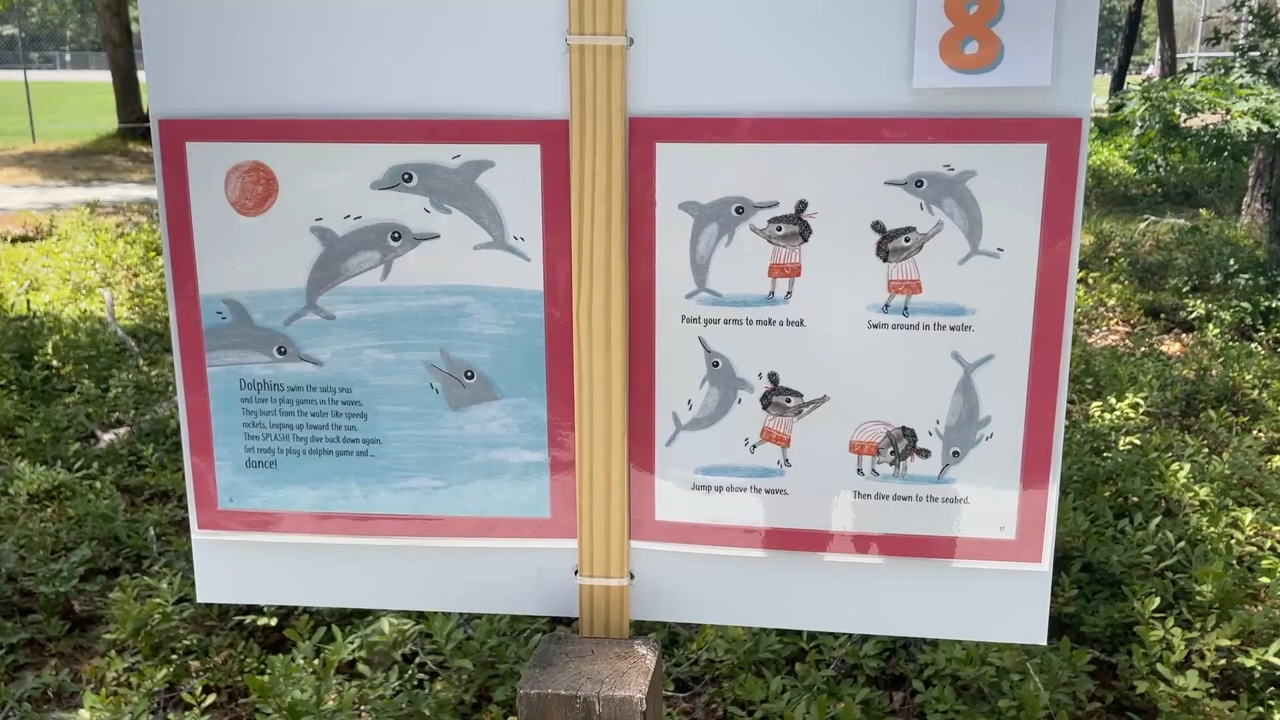 8
Dolphins swim the salty seas
and love to play games in the waves.
They burst from the water like speedy
rockets, leaping up toward the sun.
Then SPLASH! They dive back down again.
Get ready to play a dolphin game and ...
dance!
16
Point your arms to make a beak.
Swim around in the water.
Jump up above the waves.
Then dive down to the seabed.
17